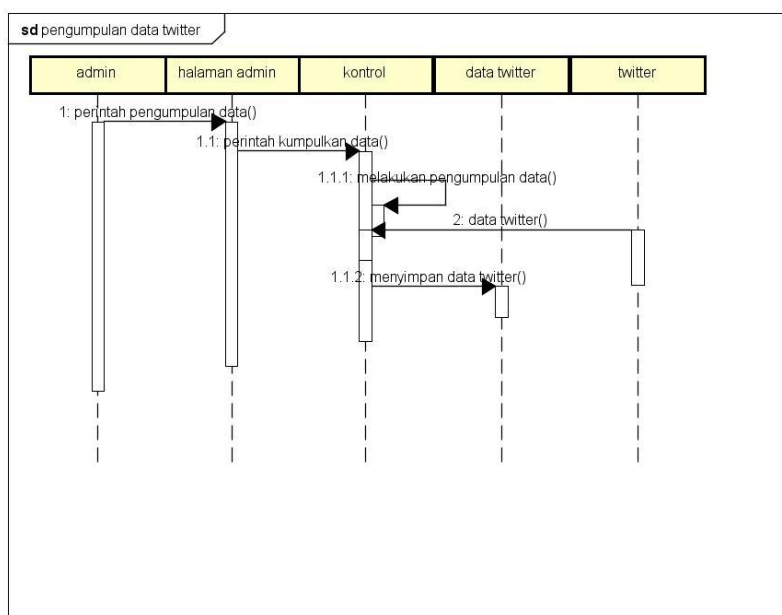 sd pengumpulan data twitter
admin
halaman admin
kontrol
data twitter
twitter
1: perintah pengumpulan data()
1.1: perintah kumpulkan data()
1.1.1: melakukan pengumpulan data()
2: data twitter()
1.1.2: menyimpan data twitter()